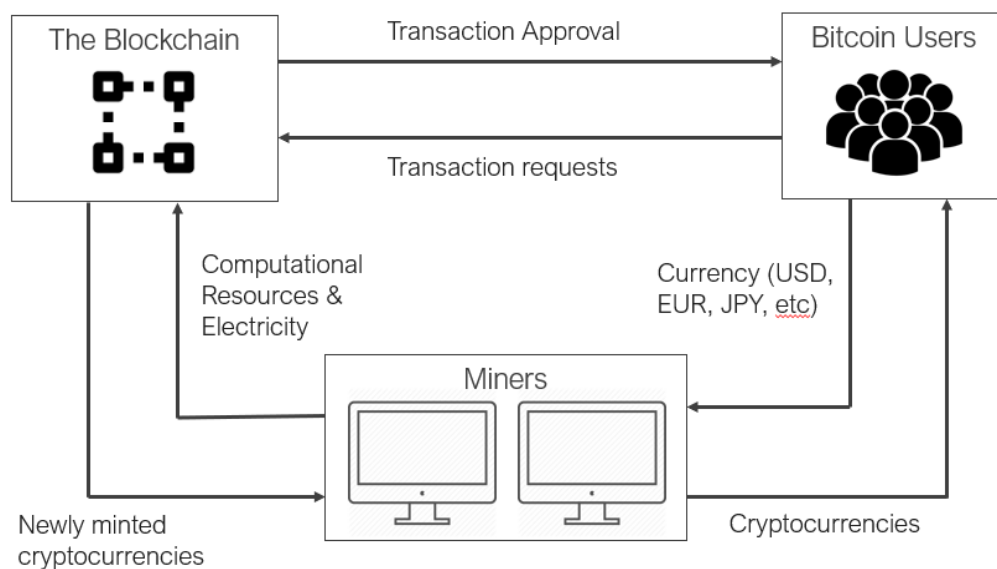 The Blockchain
Transaction Approval
Bitcoin Users
Transaction requests
Computational
Resources &
Electricity
Currency (USD,
EUR, JPY, etc)
Miners
Newly minted
cryptocurrencies
Cryptocurrencies